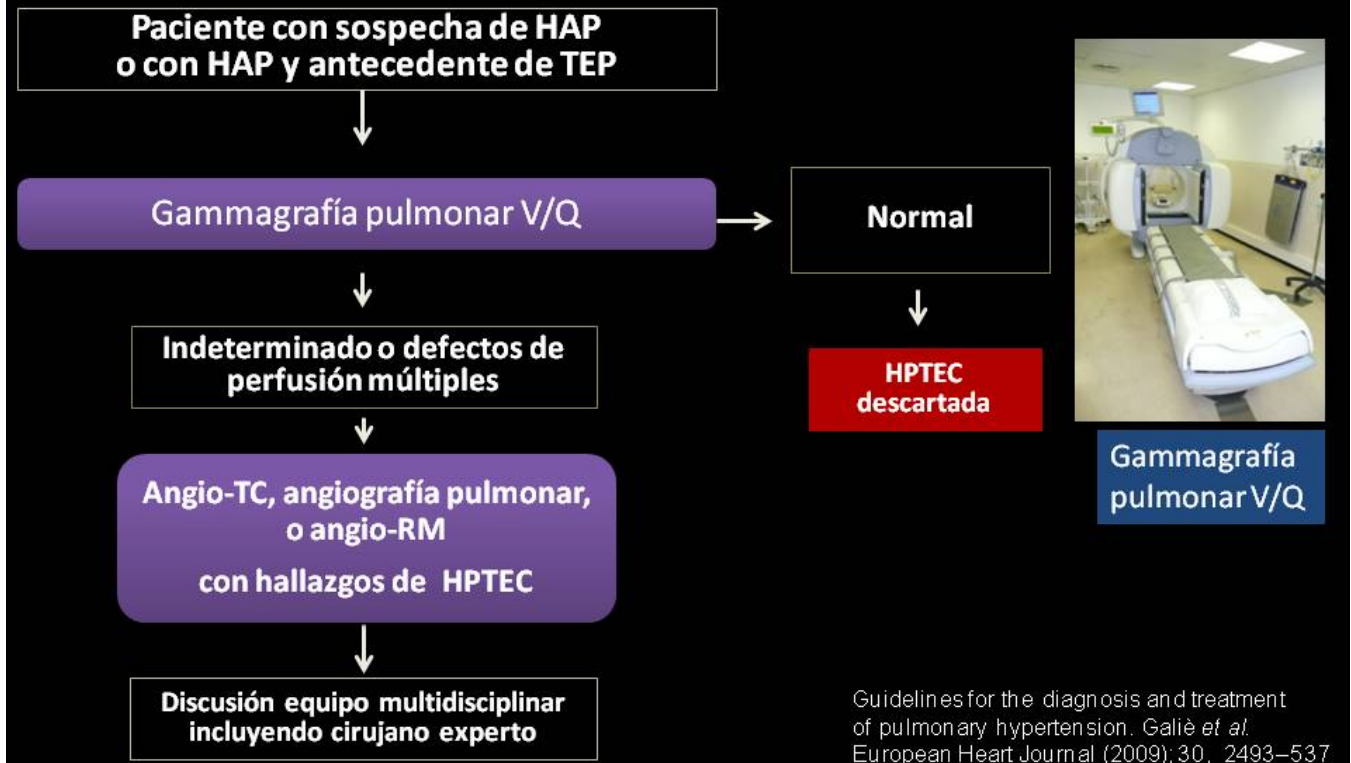 Paciente con sospecha de HAP
o con HAP y antecedente de TEP
Gammagrafía pulmonar V/Q
Normal
Indeterminado o defectos de
perfusión múltiples
HPTEC
descartada
Angio-TC, angiografía pulmonar,
o angio-RM
con hallazgos de HPTEC
Discusión equipo multidisciplinar
incluyendo cirujano experto
Gammagrafía
pulmonar V/Q
Guidelines for the diagnosis and treatment
of pulmonary hypertension. Galiè et al.
European Heart Journal (2009); 30, 2493–537